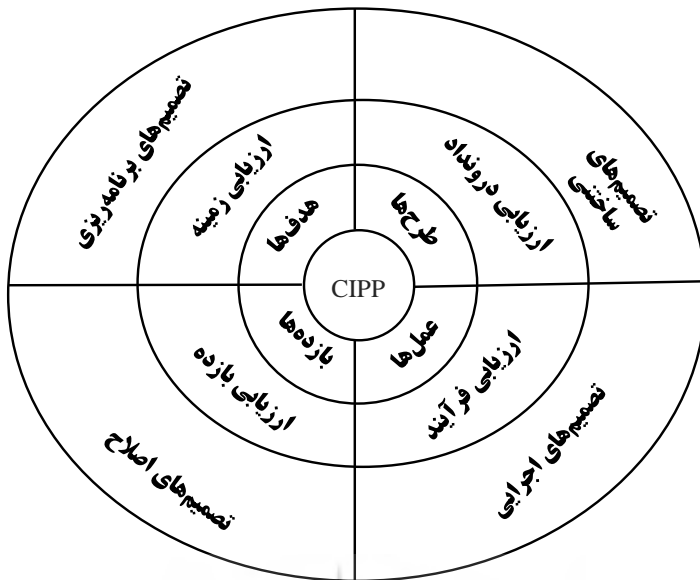 تصمیم‌های برنامه‌ریزی
ارزیابی زمینه
هدف‌ها
تصمیم‌های
ساختنی
ارزیابی درونداد
طرح‌ها
CIPP
بازده‌ها
ارزیابی بازده
تصمیم‌های اصلاح
عمل‌ها
ارزیابی فرآیند
تصمیم‌های اجرایی